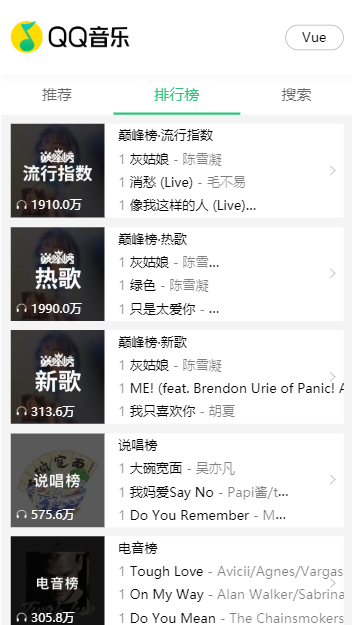 QQ音乐
Vue
推荐 排行榜 搜索
巅峰榜·流行指数
巅峰榜
流行指数
1910.0万
1 灰姑娘 - 陈雪凝
1 消愁 (Live) - 毛不易
1 像我这样的人 (Live)...
巅峰榜·热歌
巅峰榜
热歌
1990.0万
1 灰姑娘 - 陈雪...
1 绿色 - 陈雪凝
1 只是太爱你 - ...
巅峰榜·新歌
巅峰榜
新歌
313.6万
1 灰姑娘 - 陈雪凝
1 ME! (feat. Brendon Urie of Panic! A
1 我只喜欢你 - 胡夏
说唱榜
说唱榜
575.6万
1 大碗宽面 - 吴亦凡
1 我妈爱Say No - Papi酱/t...
1 Do You Remember - M...
电音榜
电音榜
305.8万
1 Tough Love - Avicii/Agnes/Vargas
1 On My Way - Alan Walker/Sabrina
1 Do You Mean - The Chainsmokers